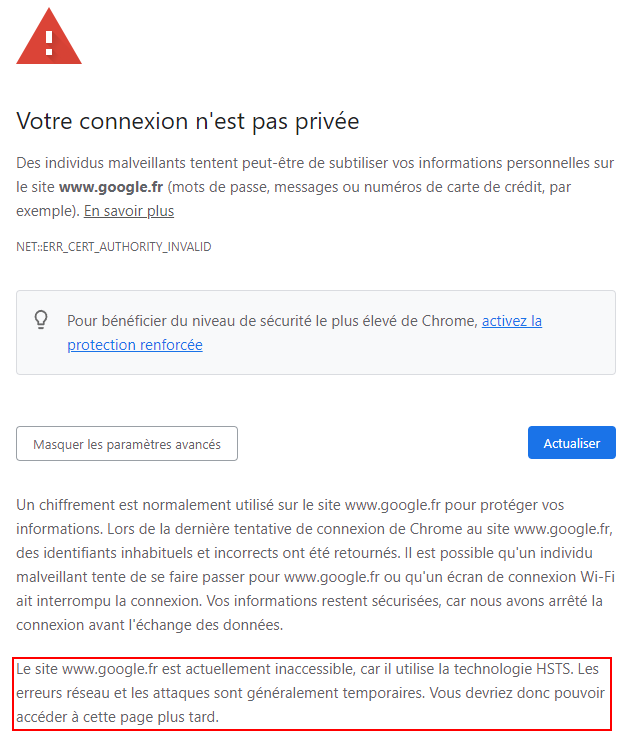 Votre connexion n'est pas privée
Des individus malveillants tentent peut-être de subtiliser vos informations personnelles sur
le site www.google.fr (mots de passe, messages ou numéros de carte de crédit, par
exemple). En savoir plus
NET::ERR_CERT_AUTHORITY_INVALID
Pour bénéficier du niveau de sécurité le plus élevé de Chrome, activez la
protection renforcée
Masquer les paramètres avancés
Actualiser
Un chiffrement est normalement utilisé sur le site www.google.fr pour protéger vos
informations. Lors de la dernière tentative de connexion de Chrome au site www.google.fr,
des identifiants inhabituels et incorrects ont été retournés. Il est possible qu'un individu
malveillant tente de se faire passer pour www.google.fr ou qu'un écran de connexion Wi-Fi
ait interrompu la connexion. Vos informations restent sécurisées, car nous avons arrêté la
connexion avant l'échange des données.
Le site www.google.fr est actuellement inaccessible, car il utilise la technologie HSTS. Les
erreurs réseau et les attaques sont généralement temporaires. Vous devriez donc pouvoir
accéder à cette page plus tard.